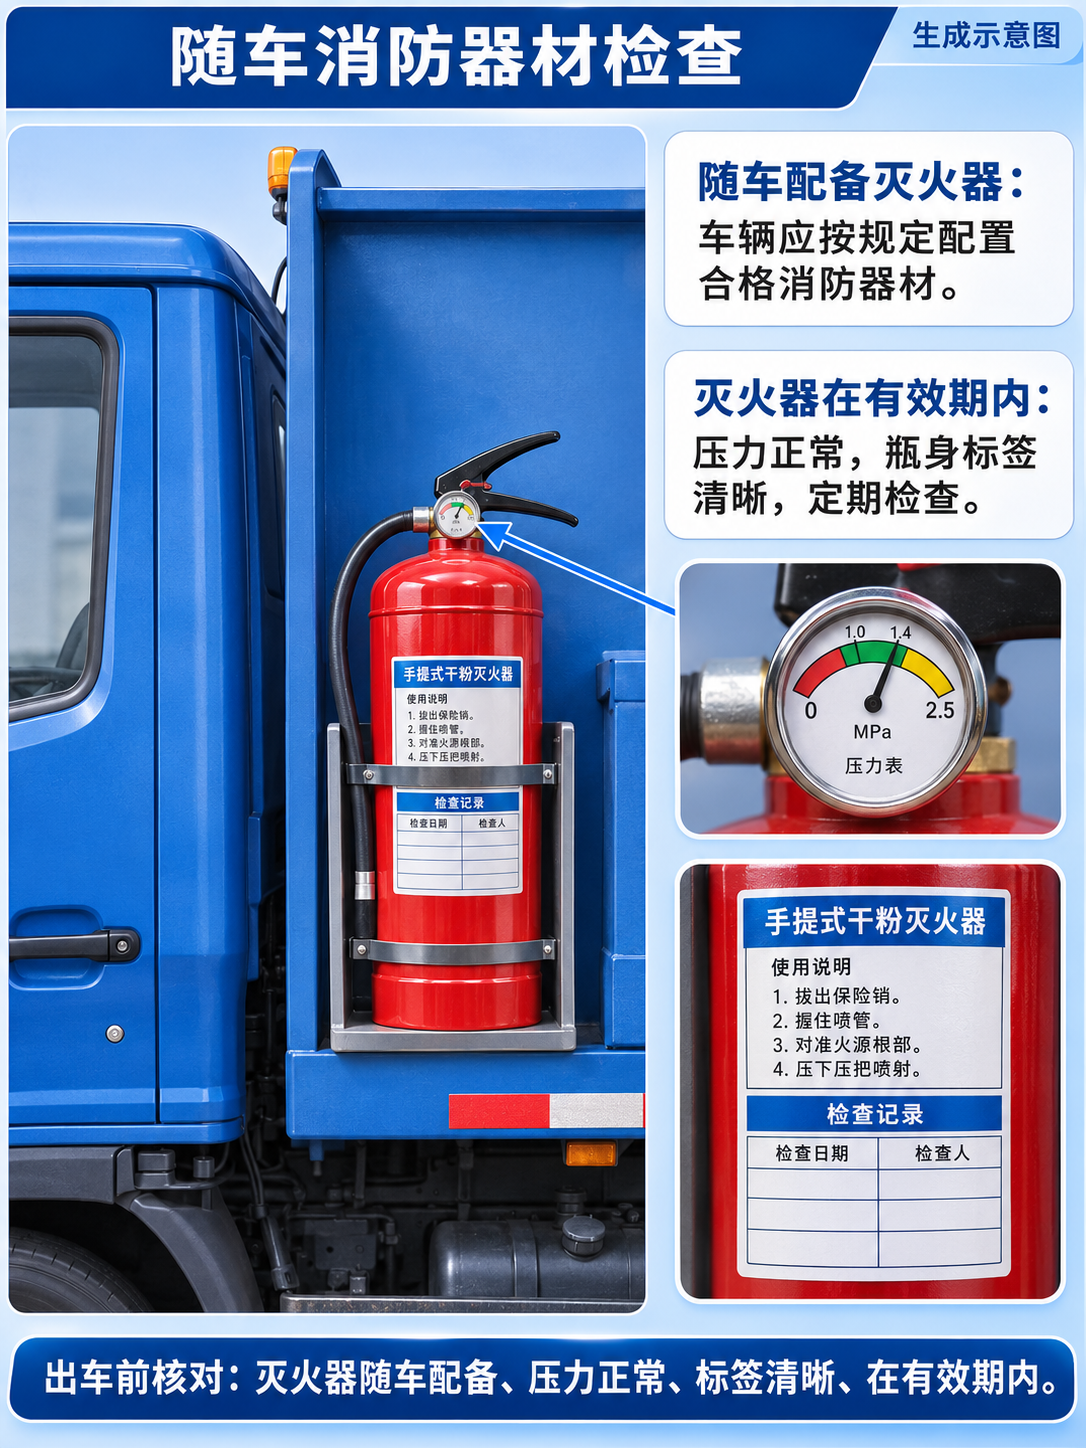 随车消防器材检查
生成示意图
随车配备灭火器：
车辆应按规定配置
合格消防器材。
灭火器在有效期内：
压力正常，瓶身标签
清晰，定期检查。
手提式干粉灭火器
使用说明
1. 拔出保险销。
2. 握住喷管。
3. 对准火源根部。
4. 压下压把喷射。
检查记录
检查日期 检查人
1.0 1.4
0 2.5
MPa
压力表
手提式干粉灭火器
使用说明
1. 拔出保险销。
2. 握住喷管。
3. 对准火源根部。
4. 压下压把喷射。
检查记录
检查日期 检查人
出车前核对：灭火器随车配备、压力正常、标签清晰、在有效期内。